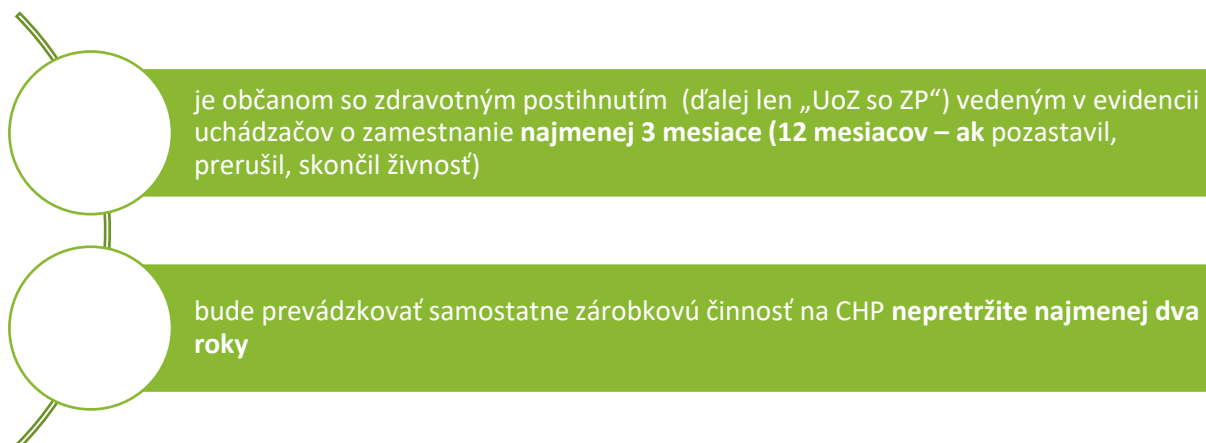 je občanom so zdravotným postihnutím  (ďalej len „UoZ so ZP“) vedeným v evidencii
uchádzačov o zamestnanie najmenej 3 mesiace (12 mesiacov – ak pozastavil,
prerušil, skončil živnosť)
bude prevádzkovať samostatne zárobkovú činnosť na CHP nepretržite najmenej dva
roky